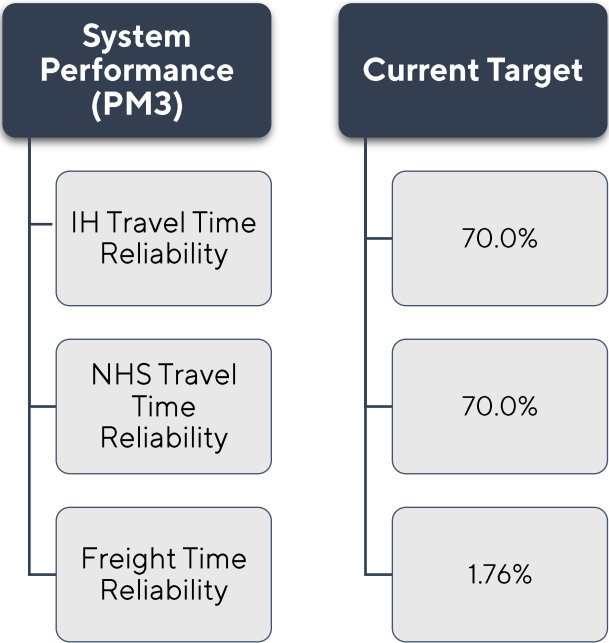 System
Performance
(PM3)
Current Target
IH Travel Time
Reliability
70.0%
NHS Travel
Time
Reliability
70.0%
Freight Time
Reliability
1.76%